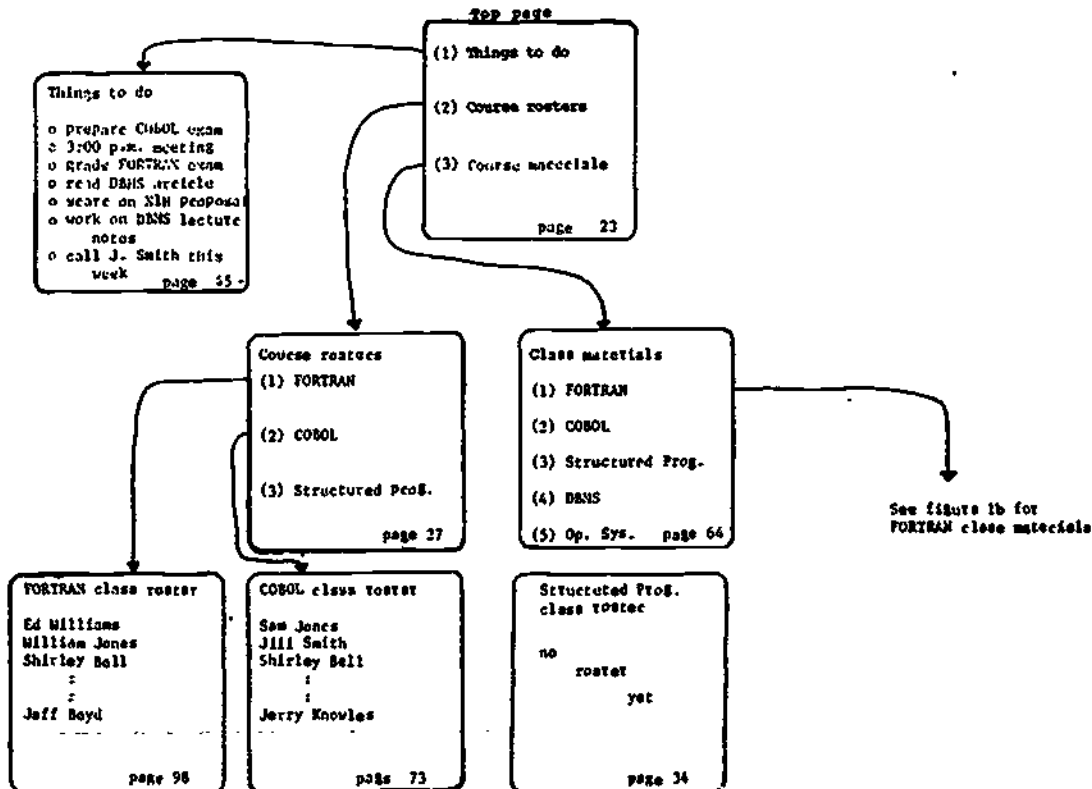 Top page
(1) Things to do
(2) Course rosters
(3) Course materials
page 23
Things to do
o prepare COBOL exam
o 3:00 p.m. meeting
o grade FORTRAN exam
o read DBMS article
o on proposal
o work on DBMS lecture
notes
o call J. Smith this
week
page
Course rosters
(1) FORTRAN
(2) COBOL
(3) Structured Prog.
page 27
Class materials
(1) FORTRAN
(2) COBOL
(3) Structured Prog.
(4) DBMS
(5) Op. Sys. page 64
See figure 1b for
FORTRAN class materials
FORTRAN class roster
Ed Williams
William Jones
Shirley Bell
:
:
Jeff Boyd
page 98
COBOL class roster
Sam Jones
Jill Smith
Shirley Bell
:
:
Jerry Knowles
page 73
Structured Prog.
class roster
no
roster
yet
page 34